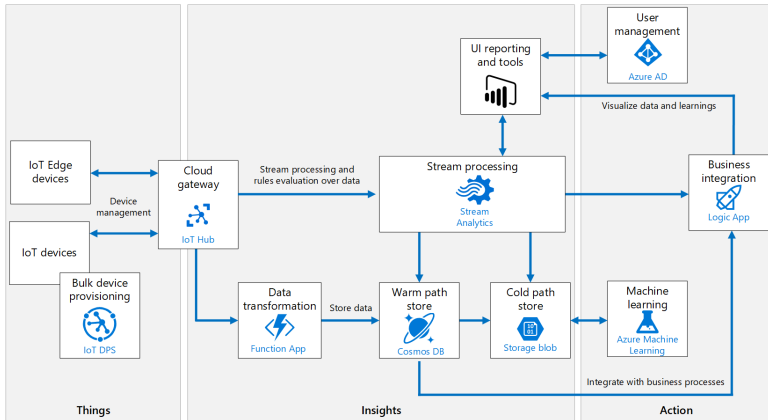 User
management
Azure AD
UI reporting
and tools
Visualize data and learnings
IoT Edge
devices
Cloud
gateway
IoT Hub
Stream processing and
rules evaluation over data
Stream processing
Stream
Analytics
Business
integration
Logic App
Device
management
IoT devices
Bulk device
provisioning
IoT DPS
Data
transformation
Function App
Store data
Warm path
store
Cosmos DB
Cold path
store
Storage blob
Machine
learning
Azure Machine
Learning
Integrate with business processes
Things
Insights
Action